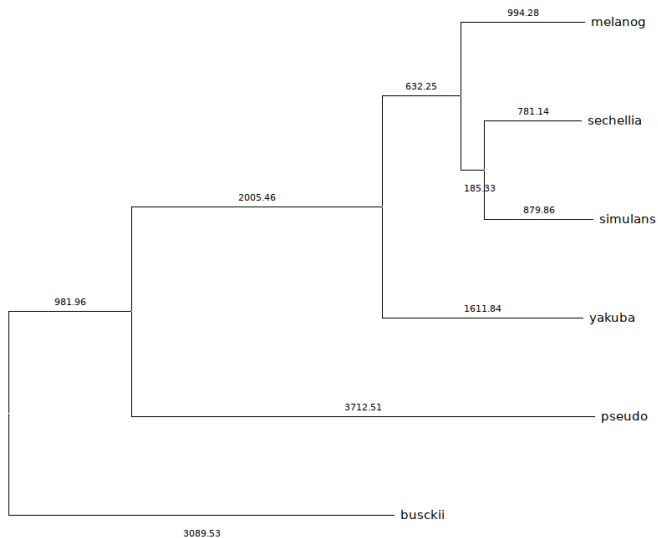 994.28
melanog
632.25
781.14
sechellia
185.33
2005.46
879.86
simulans
981.96
1611.84
yakuba
3712.51
pseudo
busckii
3089.53